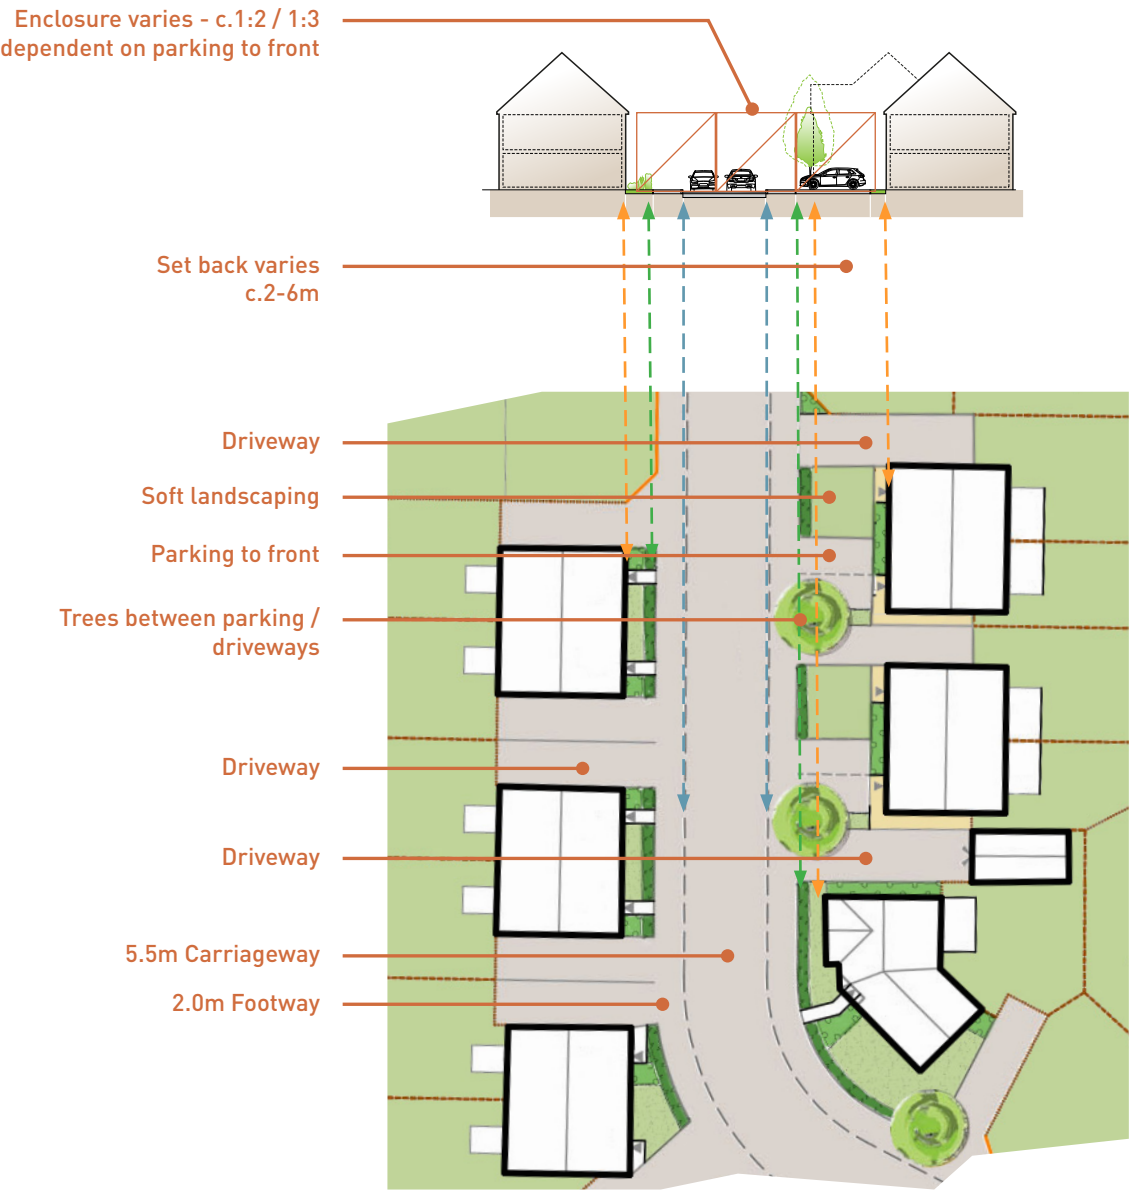 Enclosure varies - c.1:2 / 1:3
dependent on parking to front
Set back varies
c.2-6m
Driveway
Soft landscaping
Parking to front
Trees between parking /
driveways
Driveway
Driveway
5.5m Carriageway
2.0m Footway